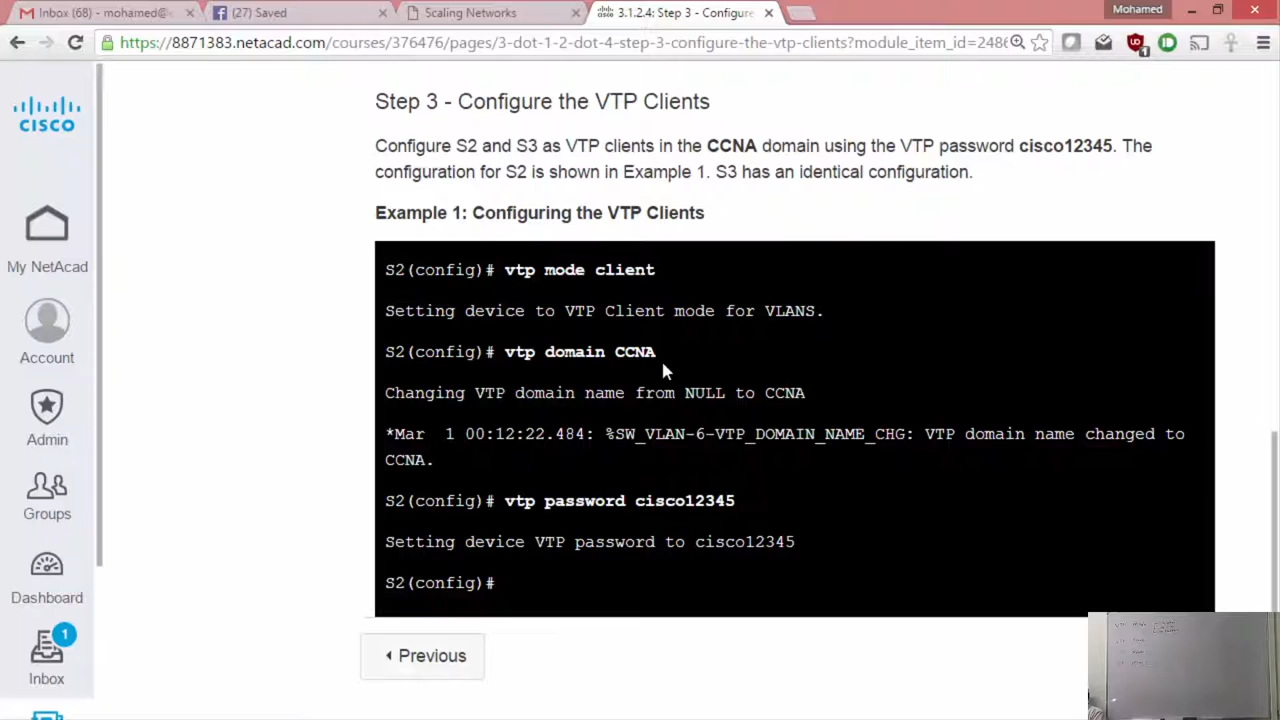 Inbox (68) - mohamed@
(27) Saved
Scaling Networks
3.1.2.4: Step 3 - Configure
Mohamed
https://8871383.netacad.com/courses/376476/pages/3-dot-1-2-dot-4-step-3-configure-the-vtp-clients?module_item_id=2486
CISCO
My NetAcad
Account
Admin
Groups
Dashboard
1
Inbox
Step 3 - Configure the VTP Clients
Configure S2 and S3 as VTP clients in the CCNA domain using the VTP password cisco12345. The
configuration for S2 is shown in Example 1. S3 has an identical configuration.
Example 1: Configuring the VTP Clients
S2(config)# vtp mode client
Setting device to VTP Client mode for VLANS.
S2(config)# vtp domain CCNA
Changing VTP domain name from NULL to CCNA
*Mar  1 00:12:22.484: %SW_VLAN-6-VTP_DOMAIN_NAME_CHG: VTP domain name changed to
CCNA.
S2(config)# vtp password cisco12345
Setting device VTP password to cisco12345
S2(config)#
Previous